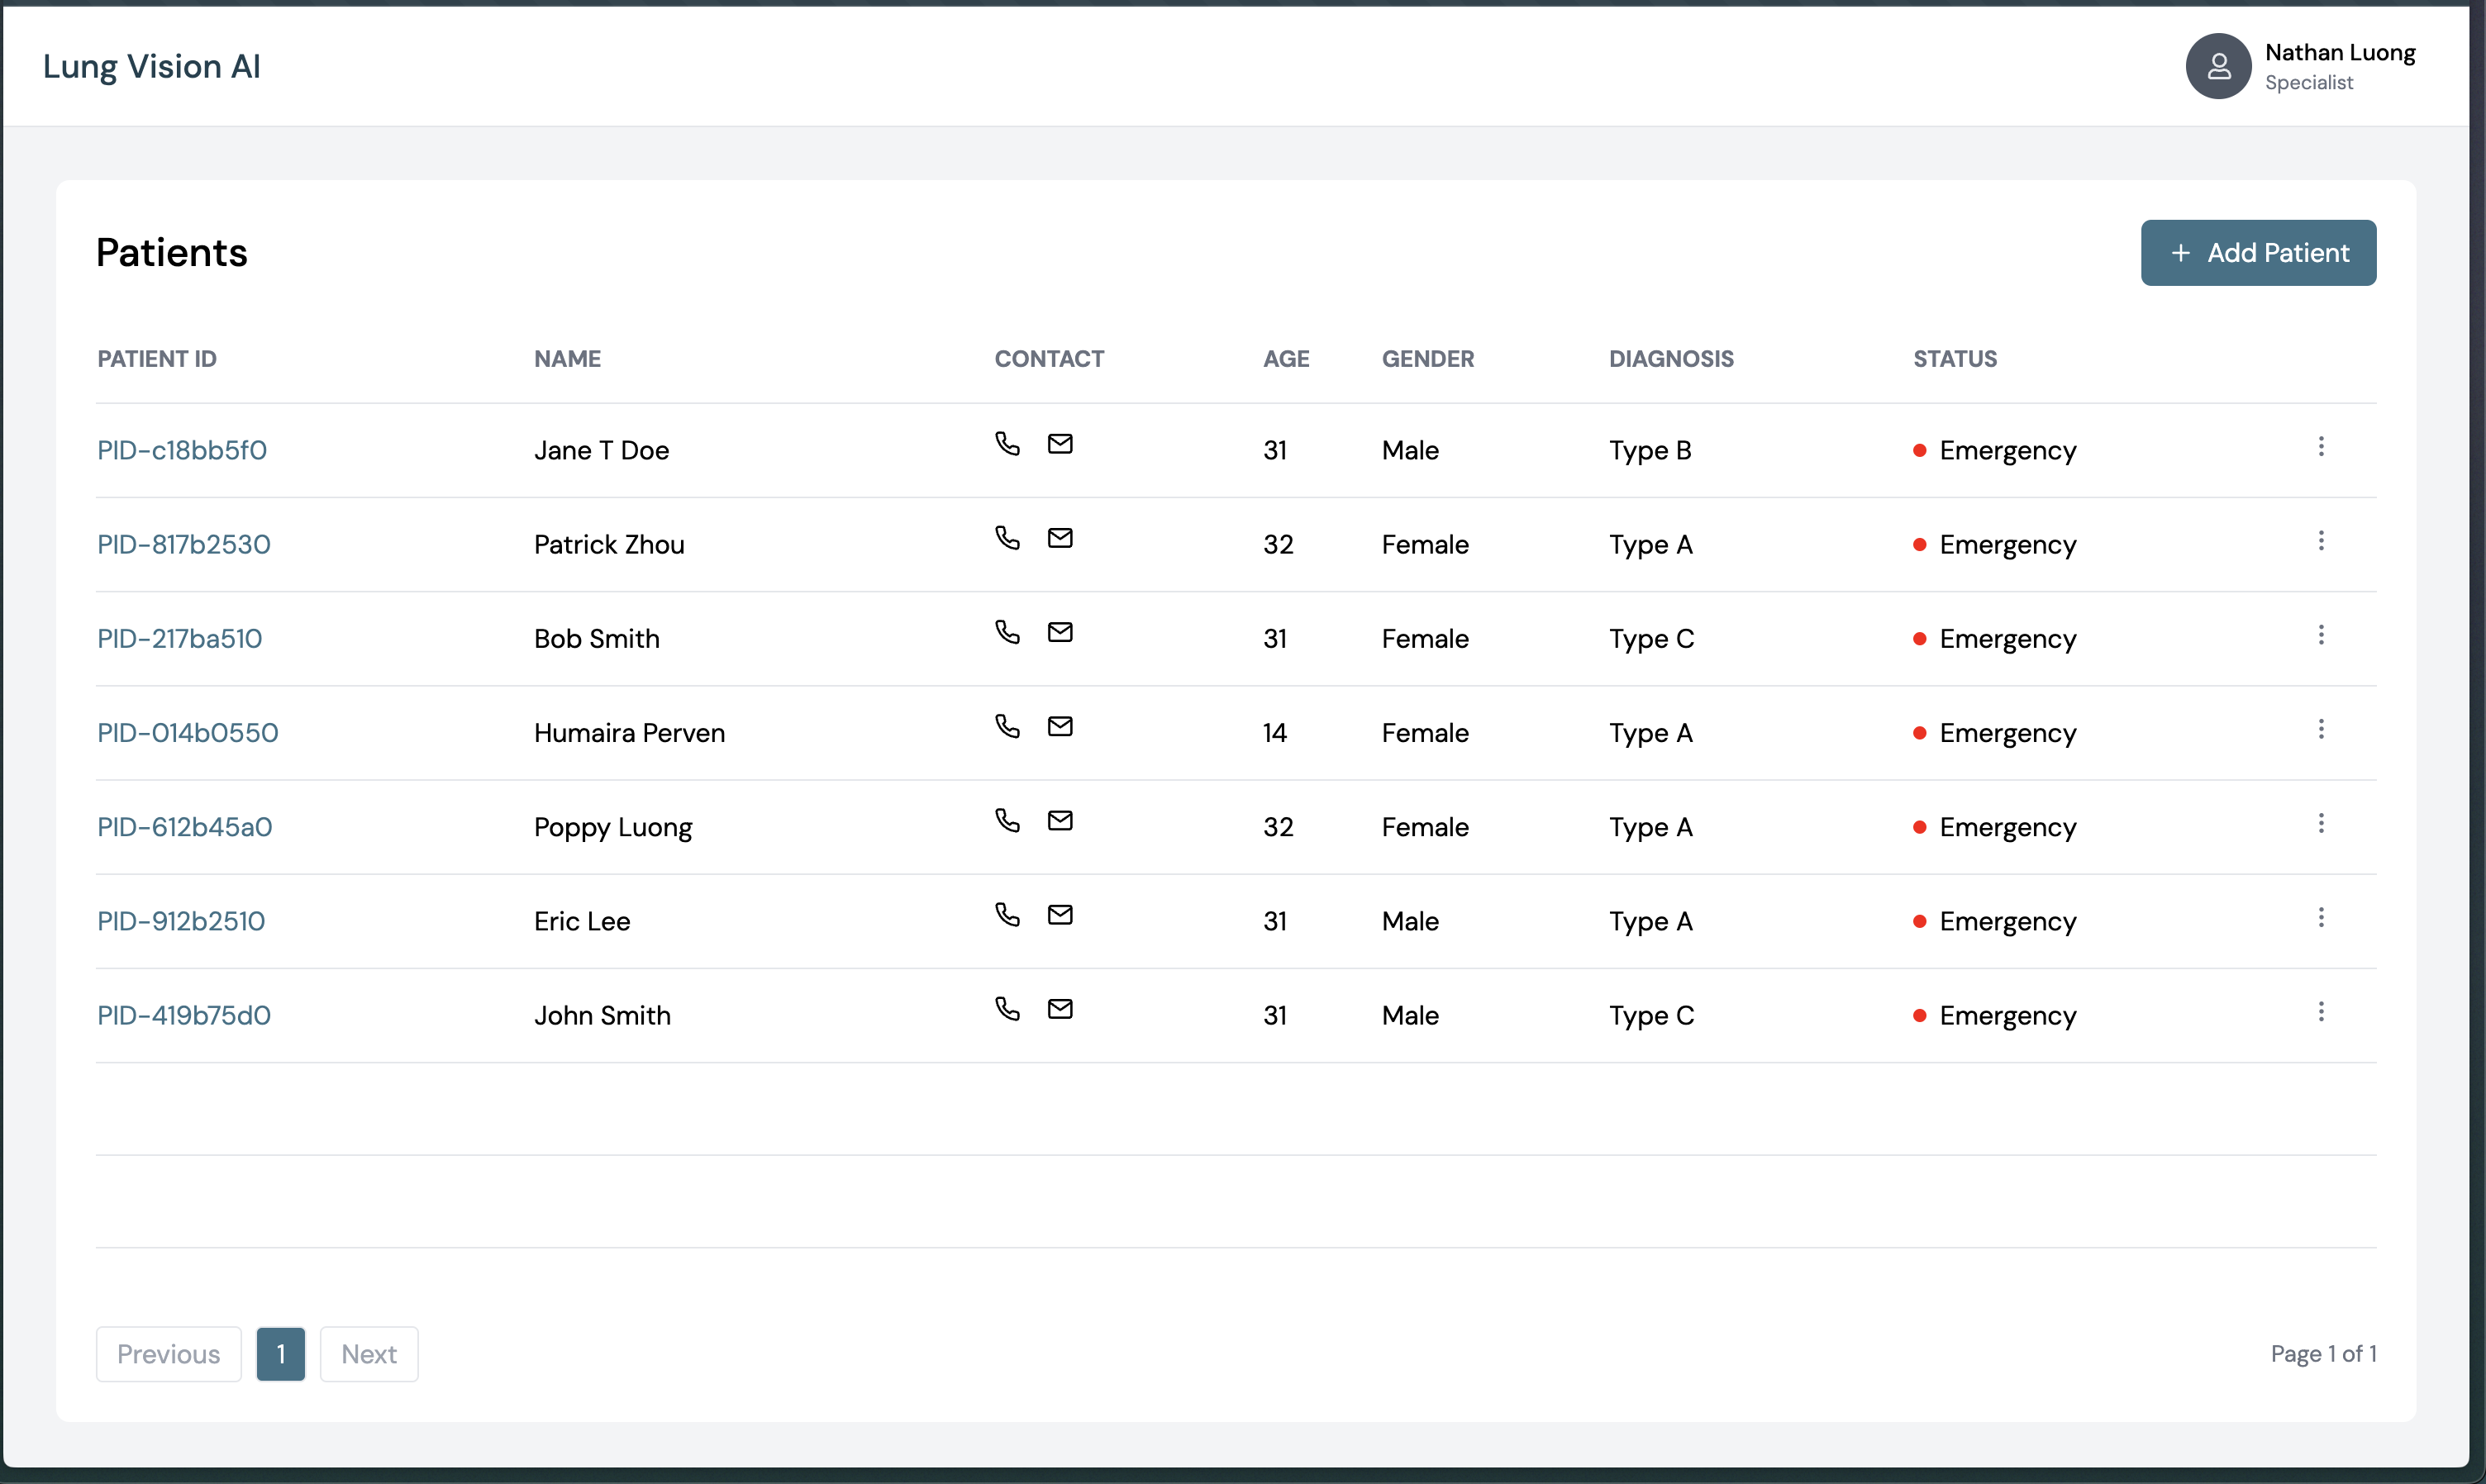 Lung Vision AI
Nathan Luong
Specialist
Patients
+ Add Patient
PATIENT ID NAME CONTACT AGE GENDER DIAGNOSIS STATUS
PID-c18bb5f0 Jane T Doe 31 Male Type B Emergency
PID-817b2530 Patrick Zhou 32 Female Type A Emergency
PID-217ba510 Bob Smith 31 Female Type C Emergency
PID-014b0550 Humaira Perven 14 Female Type A Emergency
PID-612b45a0 Poppy Luong 32 Female Type A Emergency
PID-912b2510 Eric Lee 31 Male Type A Emergency
PID-419b75d0 John Smith 31 Male Type C Emergency
Previous 1 Next Page 1 of 1